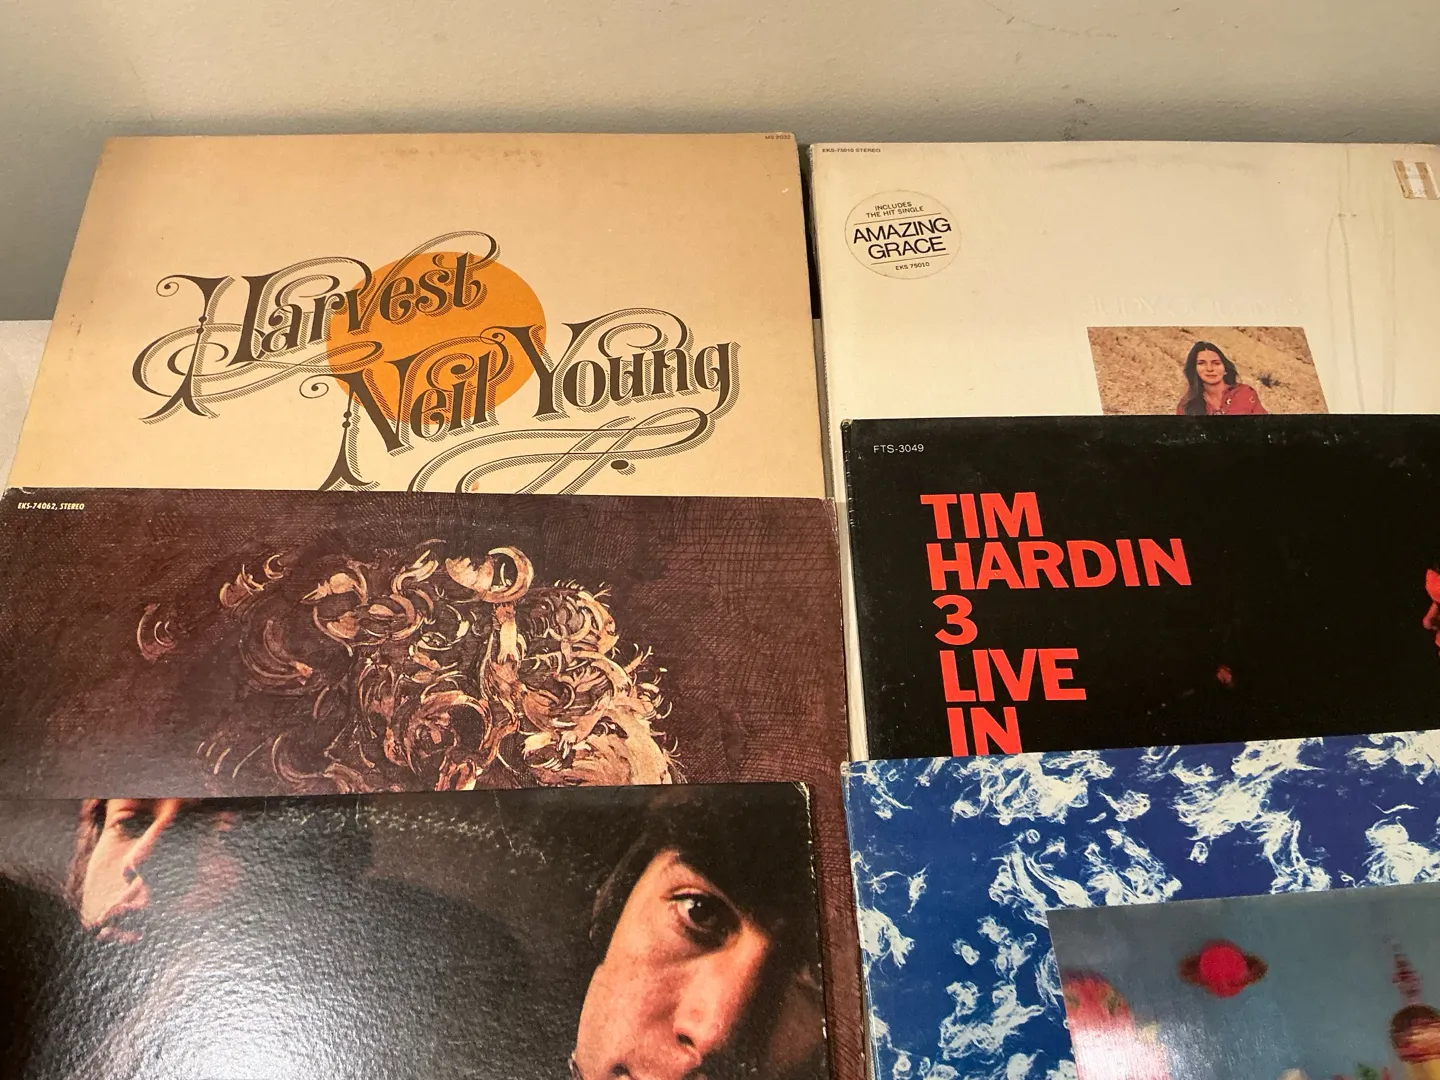 MS 2032
Harvest
Neil Young
EKS-75010 STEREO
INCLUDES
THE HIT SINGLE
AMAZING
GRACE
EKS 75010
EKS-74062, STEREO
FTS-3049
TIM
HARDIN
3
LIVE
IN